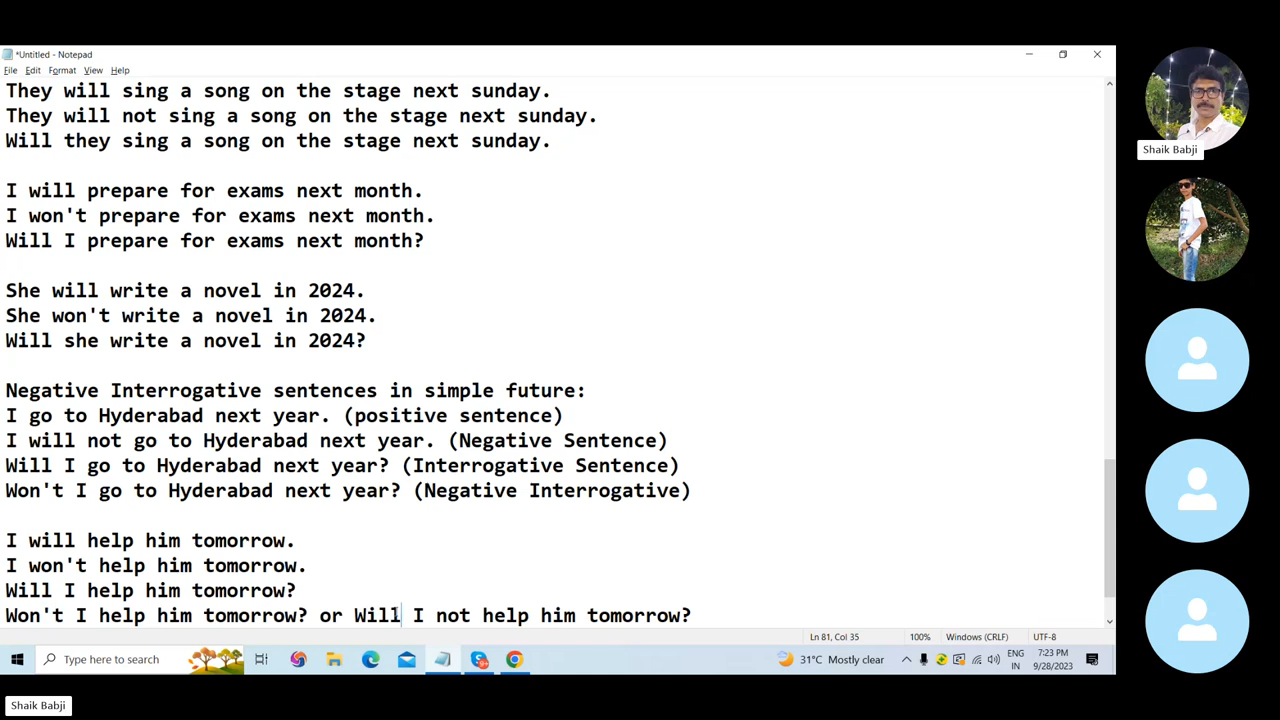 *Untitled - Notepad
File Edit Format View Help
They will sing a song on the stage next sunday.
They will not sing a song on the stage next sunday.
Will they sing a song on the stage next sunday.
I will prepare for exams next month.
I won't prepare for exams next month.
Will I prepare for exams next month?
She will write a novel in 2024.
She won't write a novel in 2024.
Will she write a novel in 2024?
Negative Interrogative sentences in simple future:
I go to Hyderabad next year. (positive sentence)
I will not go to Hyderabad next year. (Negative Sentence)
Will I go to Hyderabad next year? (Interrogative Sentence)
Won't I go to Hyderabad next year? (Negative Interrogative)
I will help him tomorrow.
I won't help him tomorrow.
Will I help him tomorrow?
Won't I help him tomorrow? or Will I not help him tomorrow?
Ln 81, Col 35 100% Windows (CRLF) UTF-8
Type here to search
31°C Mostly clear
ENG
IN
7:23 PM
9/28/2023
Shaik Babji
Shaik Babji